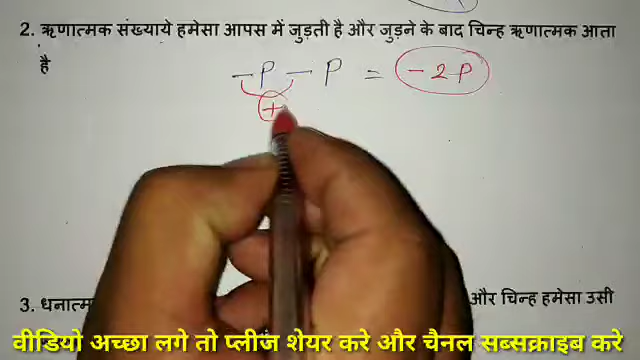 2. ऋणात्मक संख्याये हमेसा आपस में जुड़ती है और जुड़ने के बाद चिन्ह ऋणात्मक आता
है
-P - P = -2P
+
3. और चिन्ह हमेसा उसी
वीडियो अच्छा लगे तो प्लीज शेयर करे और चैनल सब्सक्राइब करे